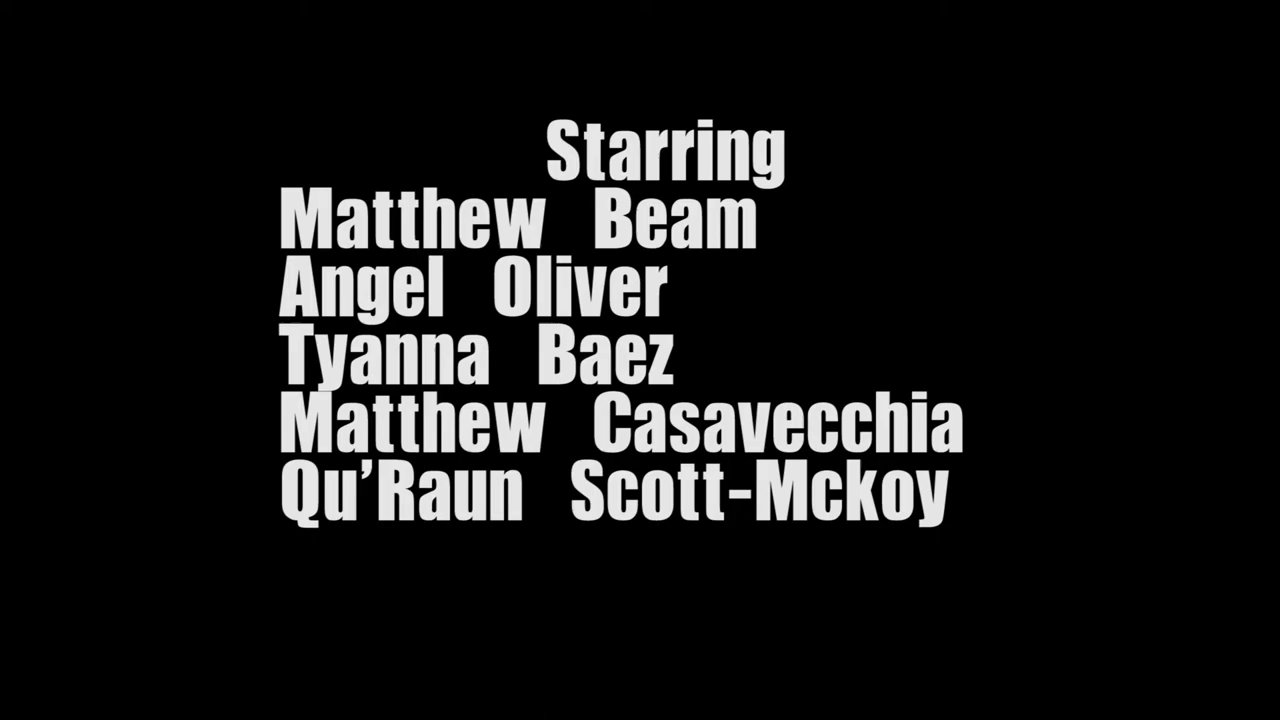 Starring
Matthew Beam
Angel Oliver
Tyanna Baez
Matthew Casavecchia
Qu’Raun Scott-Mckoy